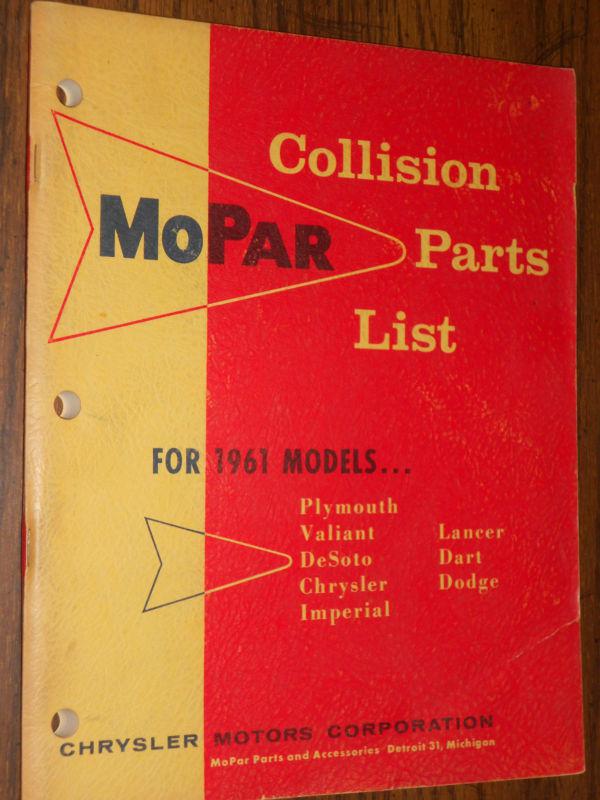 Collision
MoPar
Parts
List
FOR 1961 MODELS...
Plymouth
Valiant
DeSoto
Chrysler
Imperial
Lancer
Dart
Dodge
CHRYSLER MOTORS CORPORATION
MoPar Parts and Accessories Detroit 31, Michigan